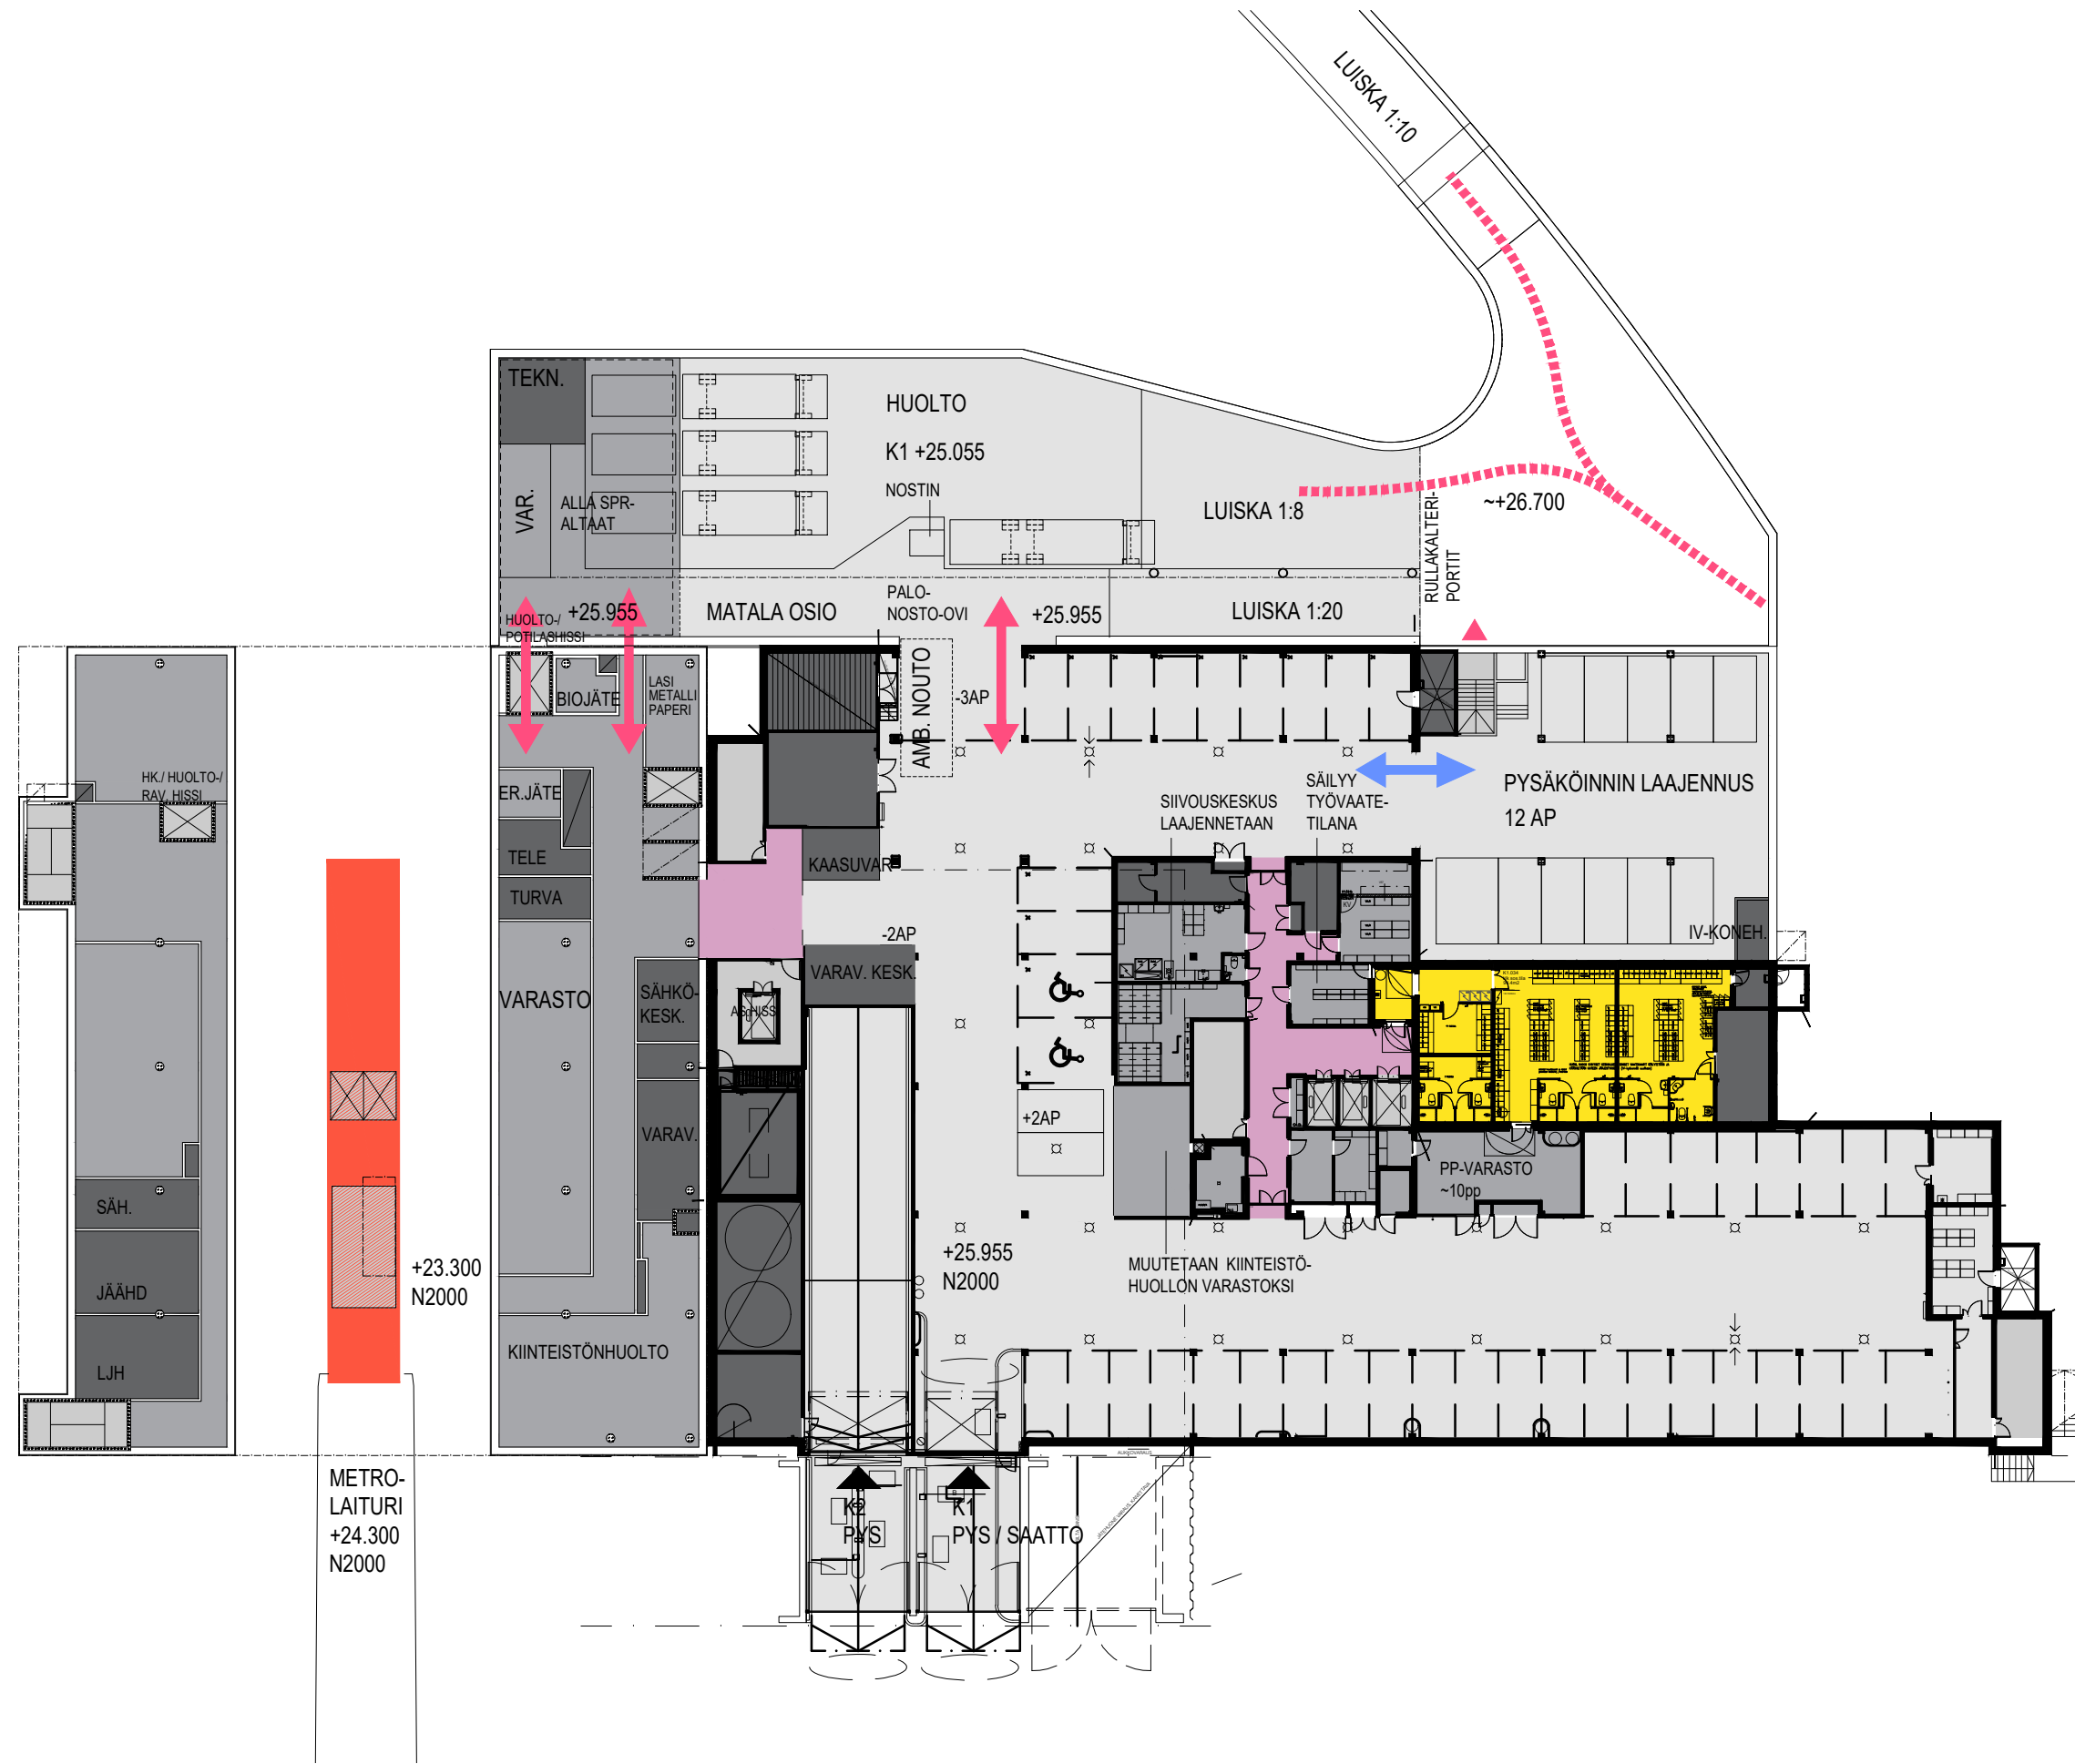 LUISKA 1:10
TEKN.
HUOLTO
K1 +25.055
NOSTIN
VAR.
ALLA SPR-
ALTAAT
LUISKA 1:8
RULLAKALTERI-
PORTIT
~+26.700
HUOLTO-/
POTILASHISSI
+25.955
MATALA OSIO
PALO-
NOSTO-OVI
+25.955
LUISKA 1:20
BIOJÄTE
LASI
METALLI
PAPERI
AMB. NOUTO
-3AP
HK./ HUOLTO-/
RAV. HISSI
ER.JÄTE
TELE
TURVA
KAASUVAR
SIIVOUSKESKUS
LAAJENNETAAN
SÄILYY
TYÖVAATE-
TILANA
PYSÄKÖINNIN LAAJENNUS
12 AP
IV-KONEH.
-2AP
VARAV. KESK.
VARASTO
SÄHKÖ-
KESK.
AS.HISSI
VARAV.
+2AP
PP-VARASTO
~10pp
SÄH.
JÄÄHD
LJH
+23.300
N2000
KIINTEISTÖNHUOLTO
+25.955
N2000
MUUTETAAN KIINTEISTÖ-
HUOLLON VARASTOKSI
METRO-
LAITURI
+24.300
N2000
K2
PYS
K1
PYS / SAATTO